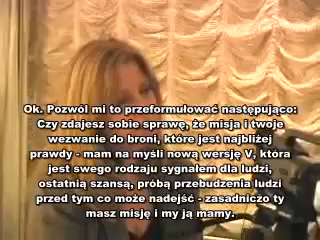 Ok. Pozwól mi to przeformułować następująco:
Czy zdajesz sobie sprawę, że misja i twoje
wezwanie do broni, które jest najbliżej
prawdy - mam na myśli nową wersję V, która
jest swego rodzaju sygnałem dla ludzi,
ostatnią szansą, próbą przebudzenia ludzi
przed tym co może nadejść - zasadniczo ty
masz misję i my ją mamy.